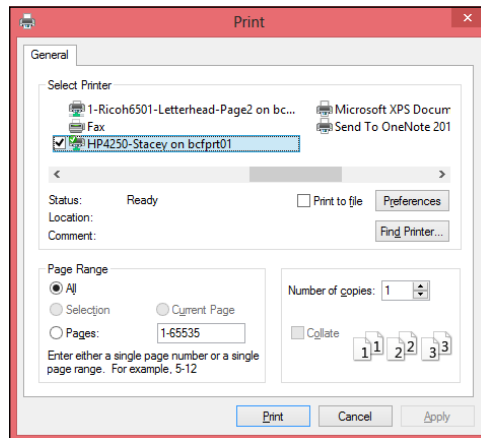 Print
General
Select Printer
1-Ricoh6501-Letterhead-Page2 on bc...
Microsoft XPS Docum
Fax
Send To OneNote 201
HP4250-Stacey on bcfprt01
Status: Ready
Print to file
Preferences
Location:
Comment:
Find Printer...
Page Range
All
Selection
Current Page
Pages: 1-65535
Enter either a single page number or a single
page range. For example, 5-12
Number of copies: 1
Collate
1 1 2 2 3 3
Print
Cancel
Apply